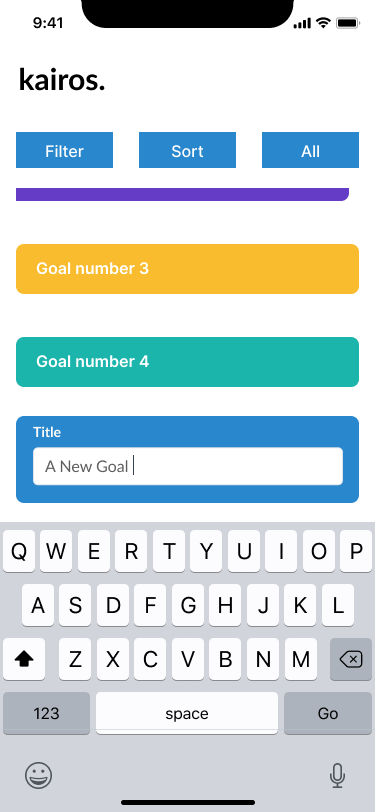 9:41
kairos.
Filter Sort All
Goal number 3
Goal number 4
Title
A New Goal
Q W E R T Y U I O P
A S D F G H J K L
Z X C V B N M
123 space Go